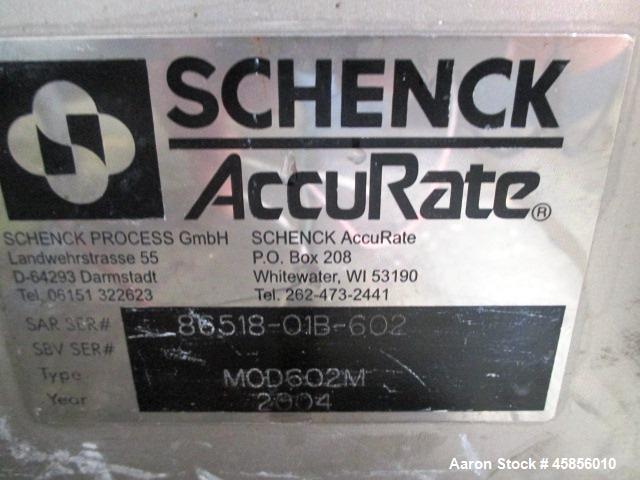 SCHENCK
AccuRate®
SCHENCK PROCESS GmbH
Landwehrstrasse 55
D-64293 Darmstadt
Tel. 06151 322623
SCHENCK AccuRate
P.O. Box 208
Whitewater, WI 53190
Tel. 262-473-2441
SAR SER# 86518-01B-602
SBV SER#
Type MOD602M
Year 2004
Aaron Stock # 45856010